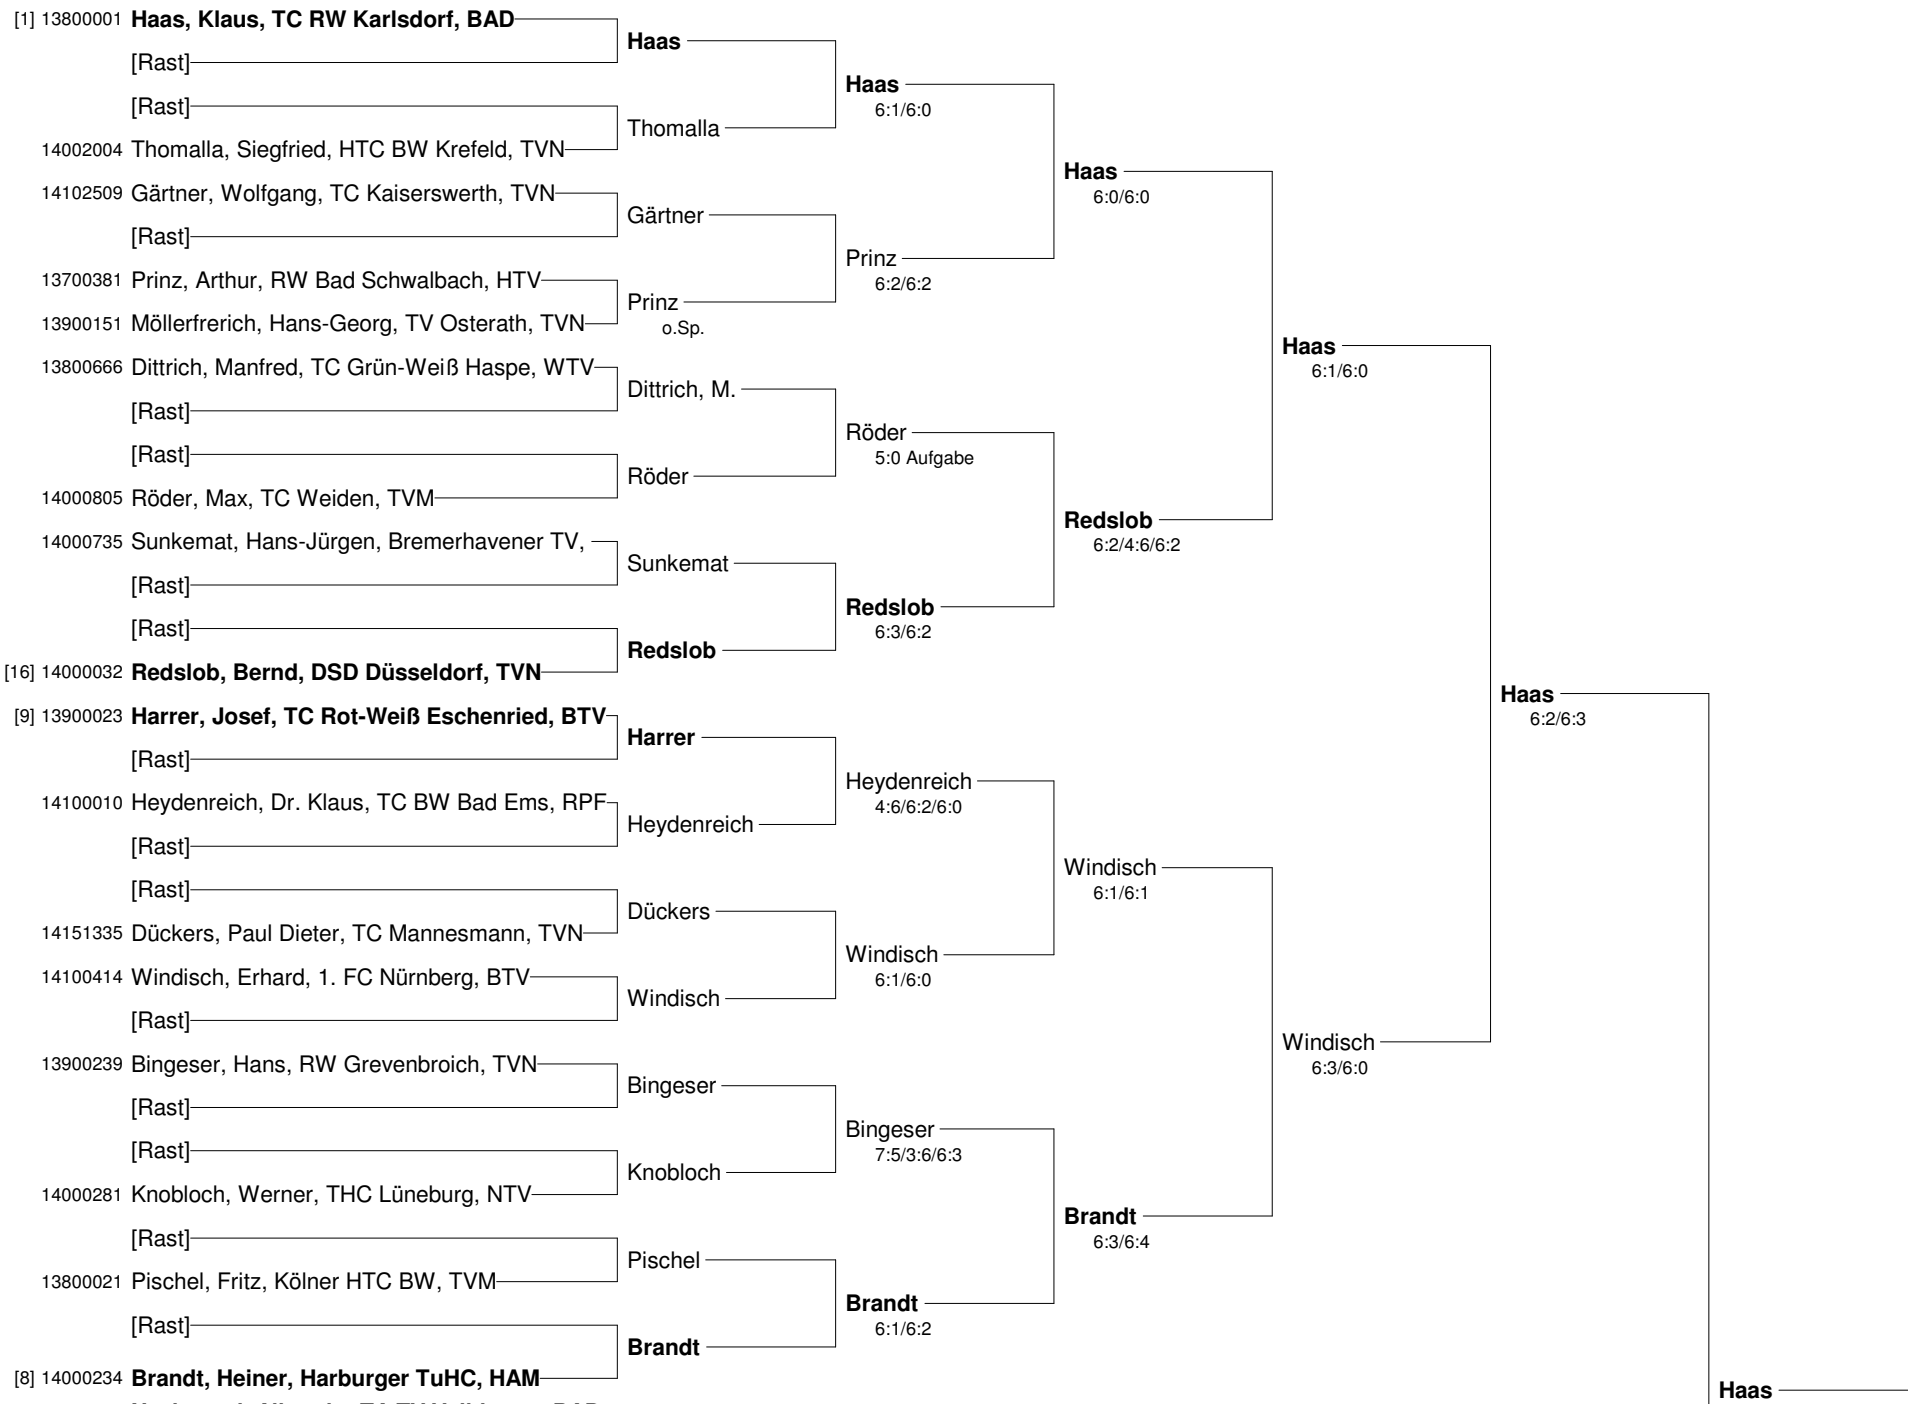 [1] 13800001 Haas, Klaus, TC RW Karlsdorf, BAD
[Rast]
[Rast]
14002004 Thomalla, Siegfried, HTC BW Krefeld, TVN
14102509 Gärtner, Wolfgang, TC Kaiserswerth, TVN
[Rast]
13700381 Prinz, Arthur, RW Bad Schwalbach, HTV
13900151 Möllerfrerich, Hans-Georg, TV Osterath, TVN
13800666 Dittrich, Manfred, TC Grün-Weiß Haspe, WTV
[Rast]
[Rast]
14000805 Röder, Max, TC Weiden, TVM
14000735 Sunkemat, Hans-Jürgen, Bremerhavener TV,
[Rast]
[Rast]
[16] 14000032 Redslob, Bernd, DSD Düsseldorf, TVN
[9] 13900023 Harrer, Josef, TC Rot-Weiß Eschenried, BTV
[Rast]
14100010 Heydenreich, Dr. Klaus, TC BW Bad Ems, RPF
[Rast]
[Rast]
14151335 Dückers, Paul Dieter, TC Mannesmann, TVN
14100414 Windisch, Erhard, 1. FC Nürnberg, BTV
[Rast]
13900239 Bingeser, Hans, RW Grevenbroich, TVN
[Rast]
[Rast]
14000281 Knobloch, Werner, THC Lüneburg, NTV
[Rast]
13800021 Pischel, Fritz, Kölner HTC BW, TVM
[Rast]
[8] 14000234 Brandt, Heiner, Harburger TuHC, HAM
Haas
Thomalla
Gärtner
Prinz
o.Sp.
Dittrich, M.
Röder
Sunkemat
Redslob
Harrer
Heydenreich
Dückers
Windisch
Bingeser
Knobloch
Pischel
Brandt
Haas
6:1/6:0
Prinz
6:2/6:2
Röder
5:0 Aufgabe
Redslob
6:3/6:2
Heydenreich
4:6/6:2/6:0
Windisch
6:1/6:0
Bingeser
7:5/3:6/6:3
Brandt
6:1/6:2
Haas
6:0/6:0
Redslob
6:2/4:6/6:2
Windisch
6:1/6:1
Brandt
6:3/6:4
Haas
6:1/6:0
Windisch
6:3/6:0
Haas
6:2/6:3
Haas